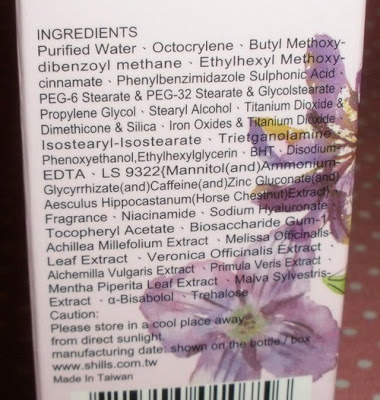 INGREDIENTS
Purified Water · Octocrylene · Butyl Methoxy-
dibenzoyl methane · Ethylhexyl Methoxy-
cinnamate · Phenylbenzimidazole Sulphonic Acid
PEG-6 Stearate & PEG-32 Stearate & Glycolstearate
Propylene Glycol · Stearyl Alcohol · Titanium Dioxide &
Dimethicone & Silica · Iron Oxides & Titanium Dioxide ·
Isostearyl-Isostearate · Trietganolamine ·
Phenoxyethanol,Ethylhexylglycerin · BHT · Disodium-
EDTA · LS 9322{Mannitol(and)Ammonium-
Glycyrrhizate(and)Caffeine(and)Zinc Gluconate(and)
Aesculus Hippocastanum(Horse Chestnut)Extract} ·
Fragrance · Niacinamide · Sodium Hyaluronate ·
Tocopheryl Acetate · Biosaccharide Gum-1
Achillea Millefolium Extract · Melissa Officinalis-
Leaf Extract · Veronica Officinalis Extract ·
Alchemilla Vulgaris Extract · Primula Veris Extract ·
Mentha Piperita Leaf Extract · Malva Sylvestris-
Extract · α-Bisabolol · Trehalose
Caution:
Please store in a cool place away
from direct sunlight.
manufacturing date: shown on the bottle / box
www.shills.com.tw
Made In Taiwan